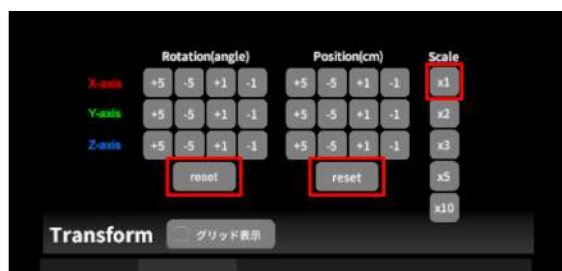 Rotation(angle) Position(cm) Scale
X-axis +5 -5 +1 -1 +5 -5 +1 -1 x1
Y-axis +5 -5 +1 -1 +5 -5 +1 -1 x2
Z-axis +5 -5 +1 -1 +5 -5 +1 -1 x3
reset reset x5
x10
Transform グリッド表示